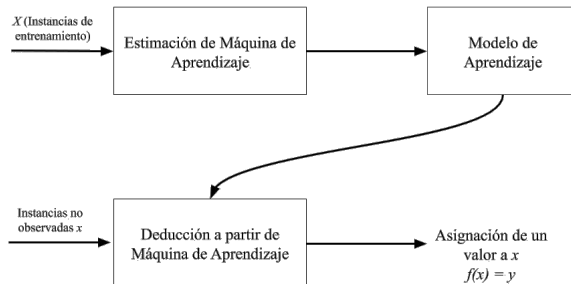 X (Instancias de
entrenamiento)
Estimación de Máquina de
Aprendizaje
Modelo de
Aprendizaje
Instancias no
observadas x
Deducción a partir de
Máquina de Aprendizaje
Asignación de un
valor a x
f(x) = y